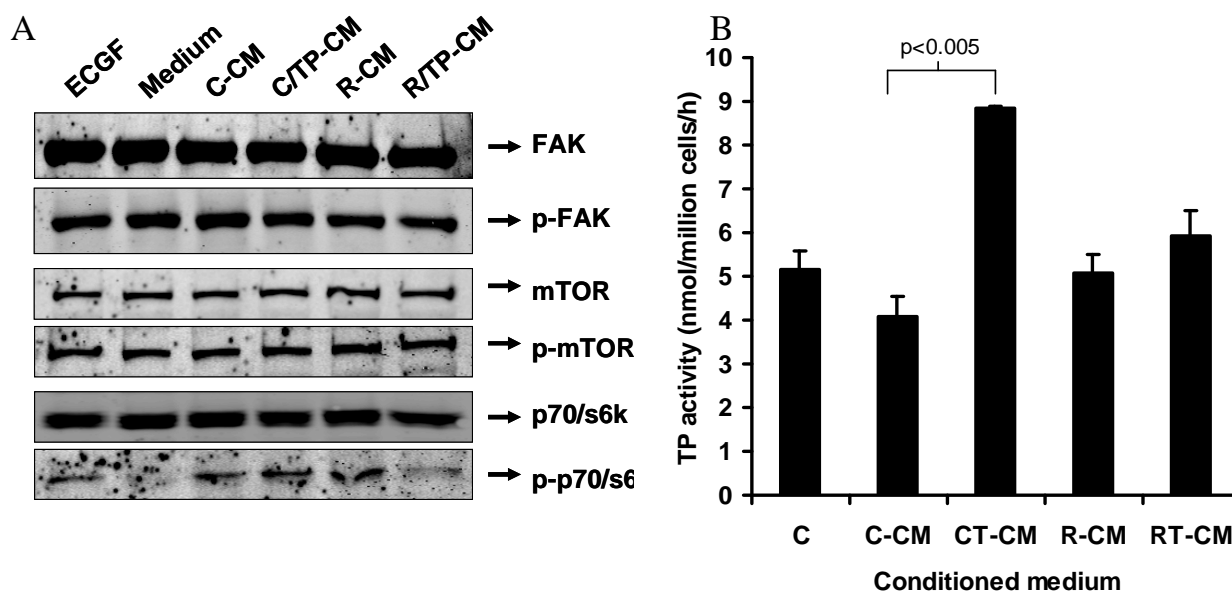 A
ECGF
Medium
C-CM
C/TP-CM
R-CM
R/TP-CM
FAK
p-FAK
mTOR
p-mTOR
p70/s6k
p-p70/s6
B
p<0.005
TP activity (nmol/million cells/h)
10
9
8
7
6
5
4
3
2
1
0
C C-CM CT-CM R-CM RT-CM
Conditioned medium